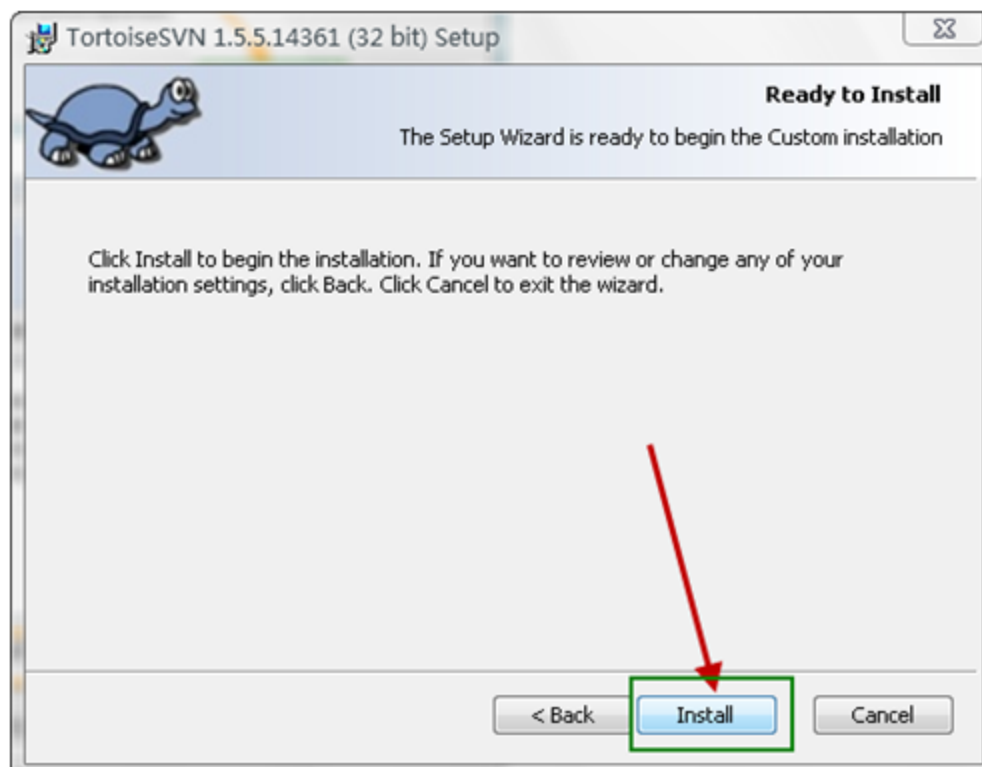 TortoiseSVN 1.5.5.14361 (32 bit) Setup
Ready to Install
The Setup Wizard is ready to begin the Custom installation
Click Install to begin the installation. If you want to review or change any of your
installation settings, click Back. Click Cancel to exit the wizard.
< Back Install Cancel